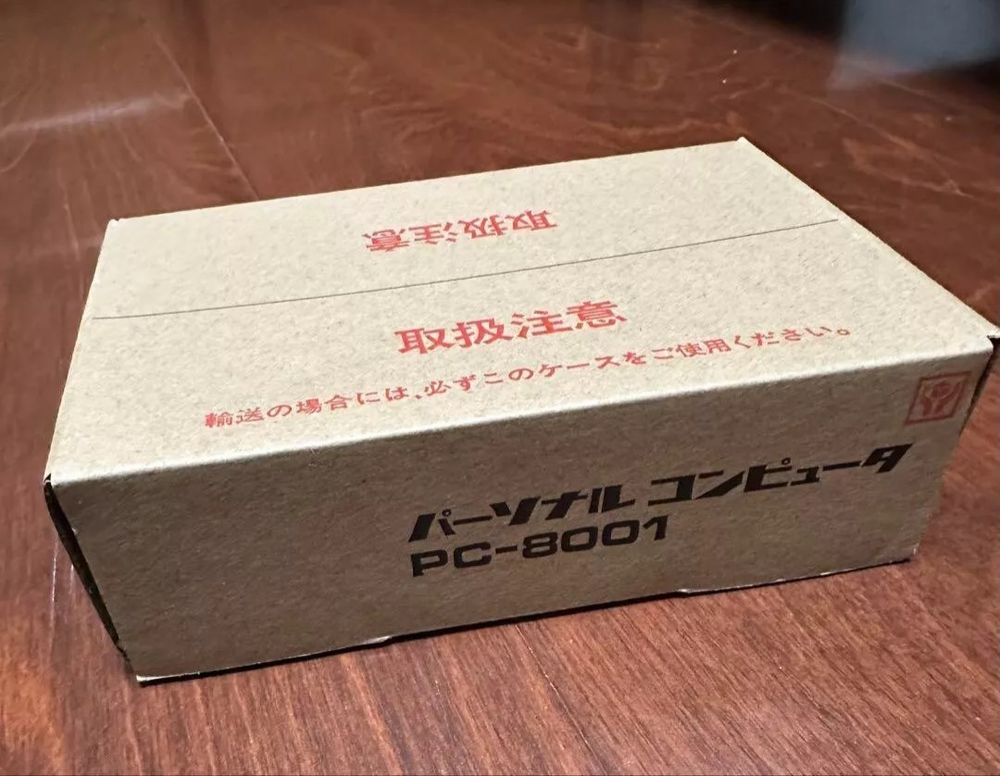 取扱注意
取扱注意
輸送の場合には、必ずこのケースをご使用ください。
パーソナル コンピュータ
PC-8001